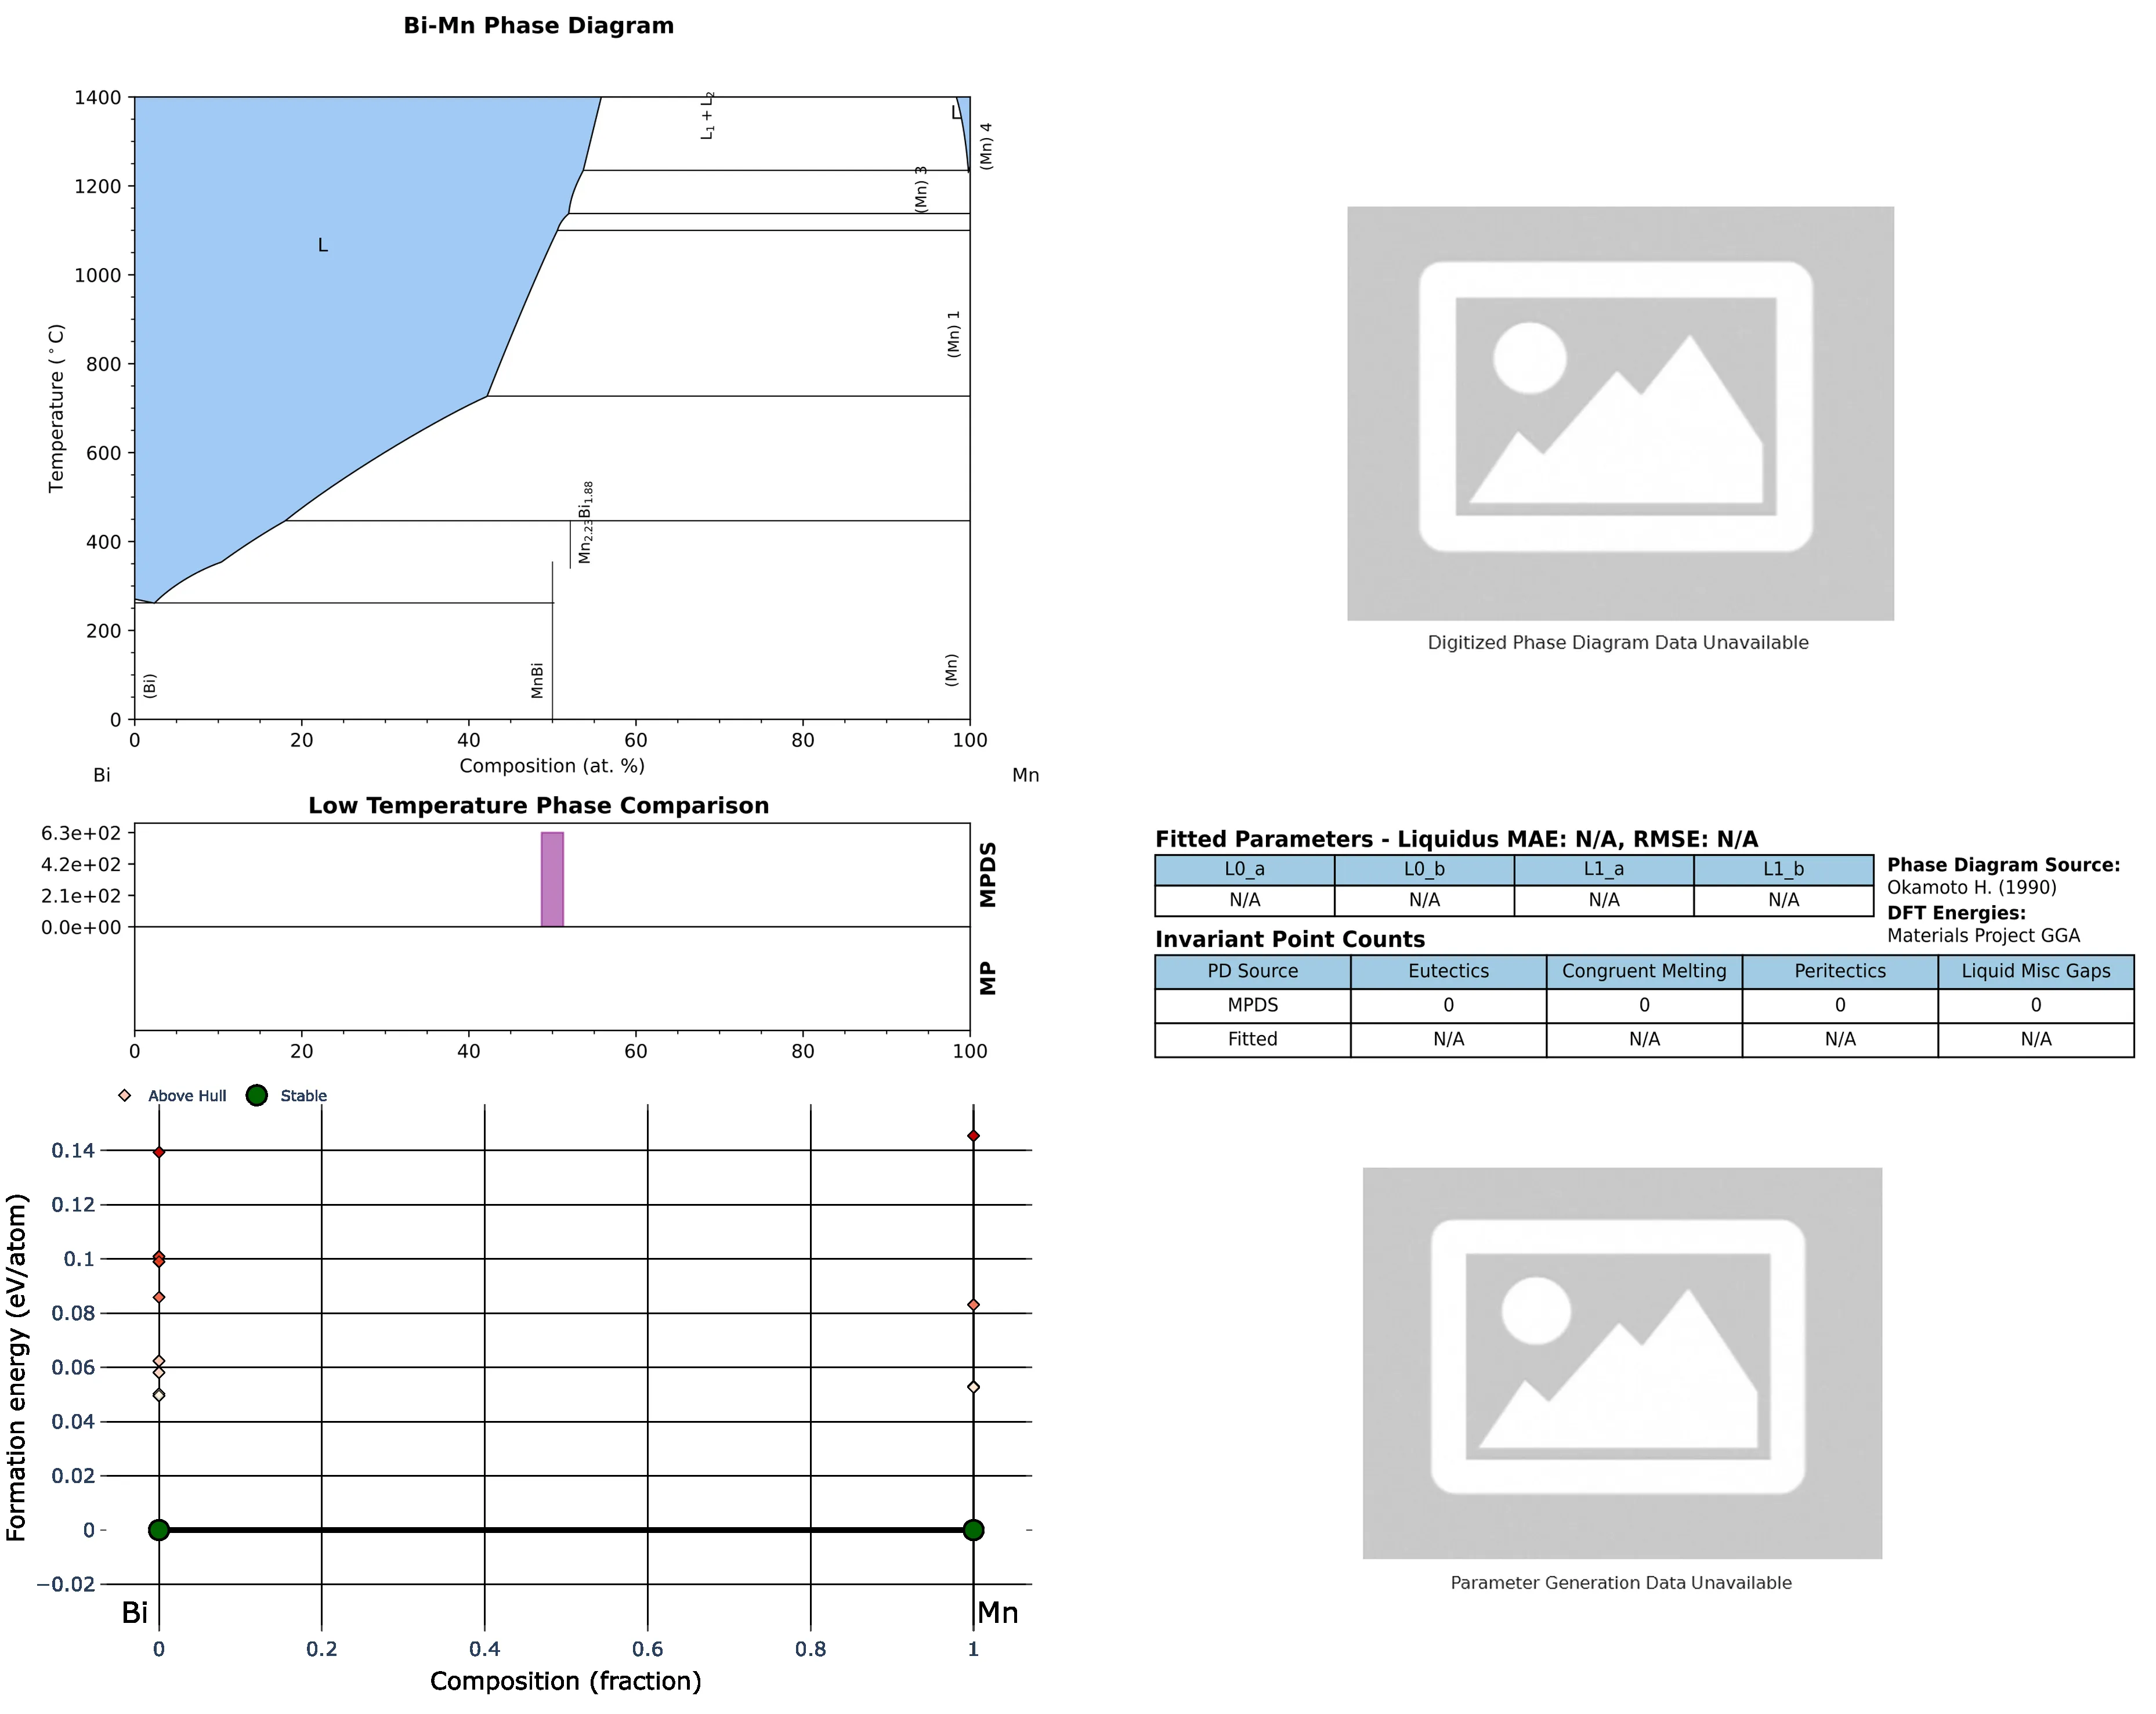 Bi-Mn Phase Diagram
1400
1200
1000
800
600
400
200
0
Temperature (°C)
L
L₁ + L₂
L
(Mn) 4
(Mn) 3
(Mn) 1
Mn₂.₂₃Bi₁.₈₈
(Bi)
MnBi
(Mn)
0 20 40 60 80 100
Composition (at. %)
Bi Mn
Digitized Phase Diagram Data Unavailable
Low Temperature Phase Comparison
6.3e+02
4.2e+02
2.1e+02
0.0e+00
MPDS
MP
0 20 40 60 80 100
Fitted Parameters - Liquidus MAE: N/A, RMSE: N/A
L0_a L0_b L1_a L1_b
N/A N/A N/A N/A
Phase Diagram Source:
Okamoto H. (1990)
DFT Energies:
Materials Project GGA
Invariant Point Counts
PD Source Eutectics Congruent Melting Peritectics Liquid Misc Gaps
MPDS 0 0 0 0
Fitted N/A N/A N/A N/A
Above Hull Stable
0.14
0.12
0.1
0.08
0.06
0.04
0.02
0
−0.02
Formation energy (eV/atom)
Bi Mn
0 0.2 0.4 0.6 0.8 1
Composition (fraction)
Parameter Generation Data Unavailable